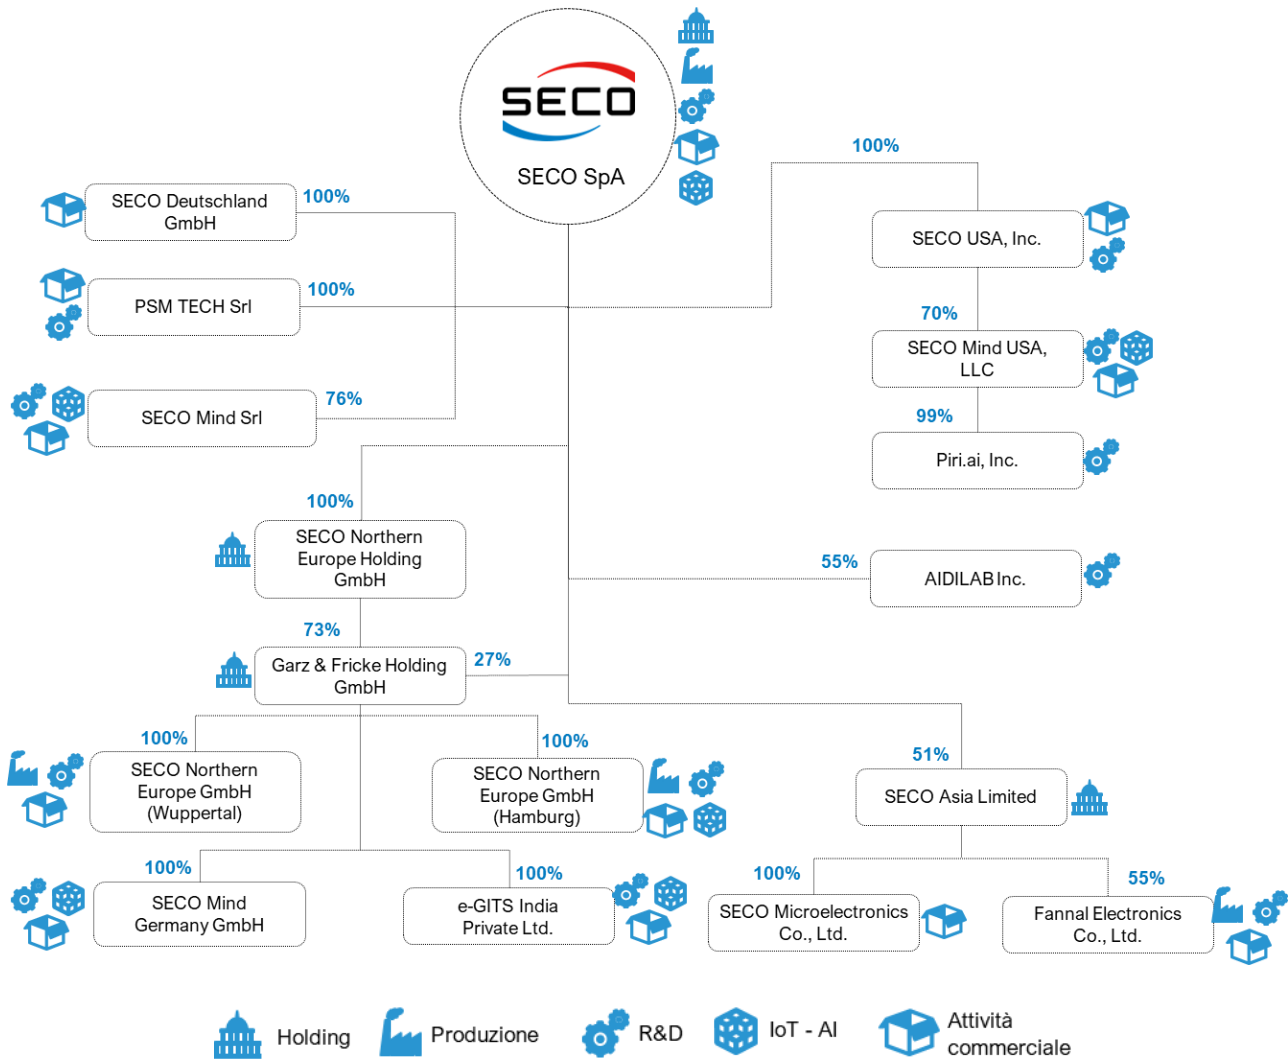 SECO
SECO SpA
100%
SECO Deutschland
GmbH
100%
PSM TECH Srl
100%
SECO Mind Srl
76%
100%
SECO USA, Inc.
70%
SECO Mind USA,
LLC
99%
Piri.ai, Inc.
55%
AIDILAB Inc.
100%
SECO Northern
Europe Holding
GmbH
73%
Garz & Fricke Holding
GmbH
27%
100%
SECO Northern
Europe GmbH
(Wuppertal)
100%
SECO Northern
Europe GmbH
(Hamburg)
51%
SECO Asia Limited
100%
SECO Mind
Germany GmbH
100%
e-GITS India
Private Ltd.
100%
SECO Microelectronics
Co., Ltd.
55%
Fannal Electronics
Co., Ltd.
Holding
Produzione
R&D
IoT - AI
Attività
commerciale